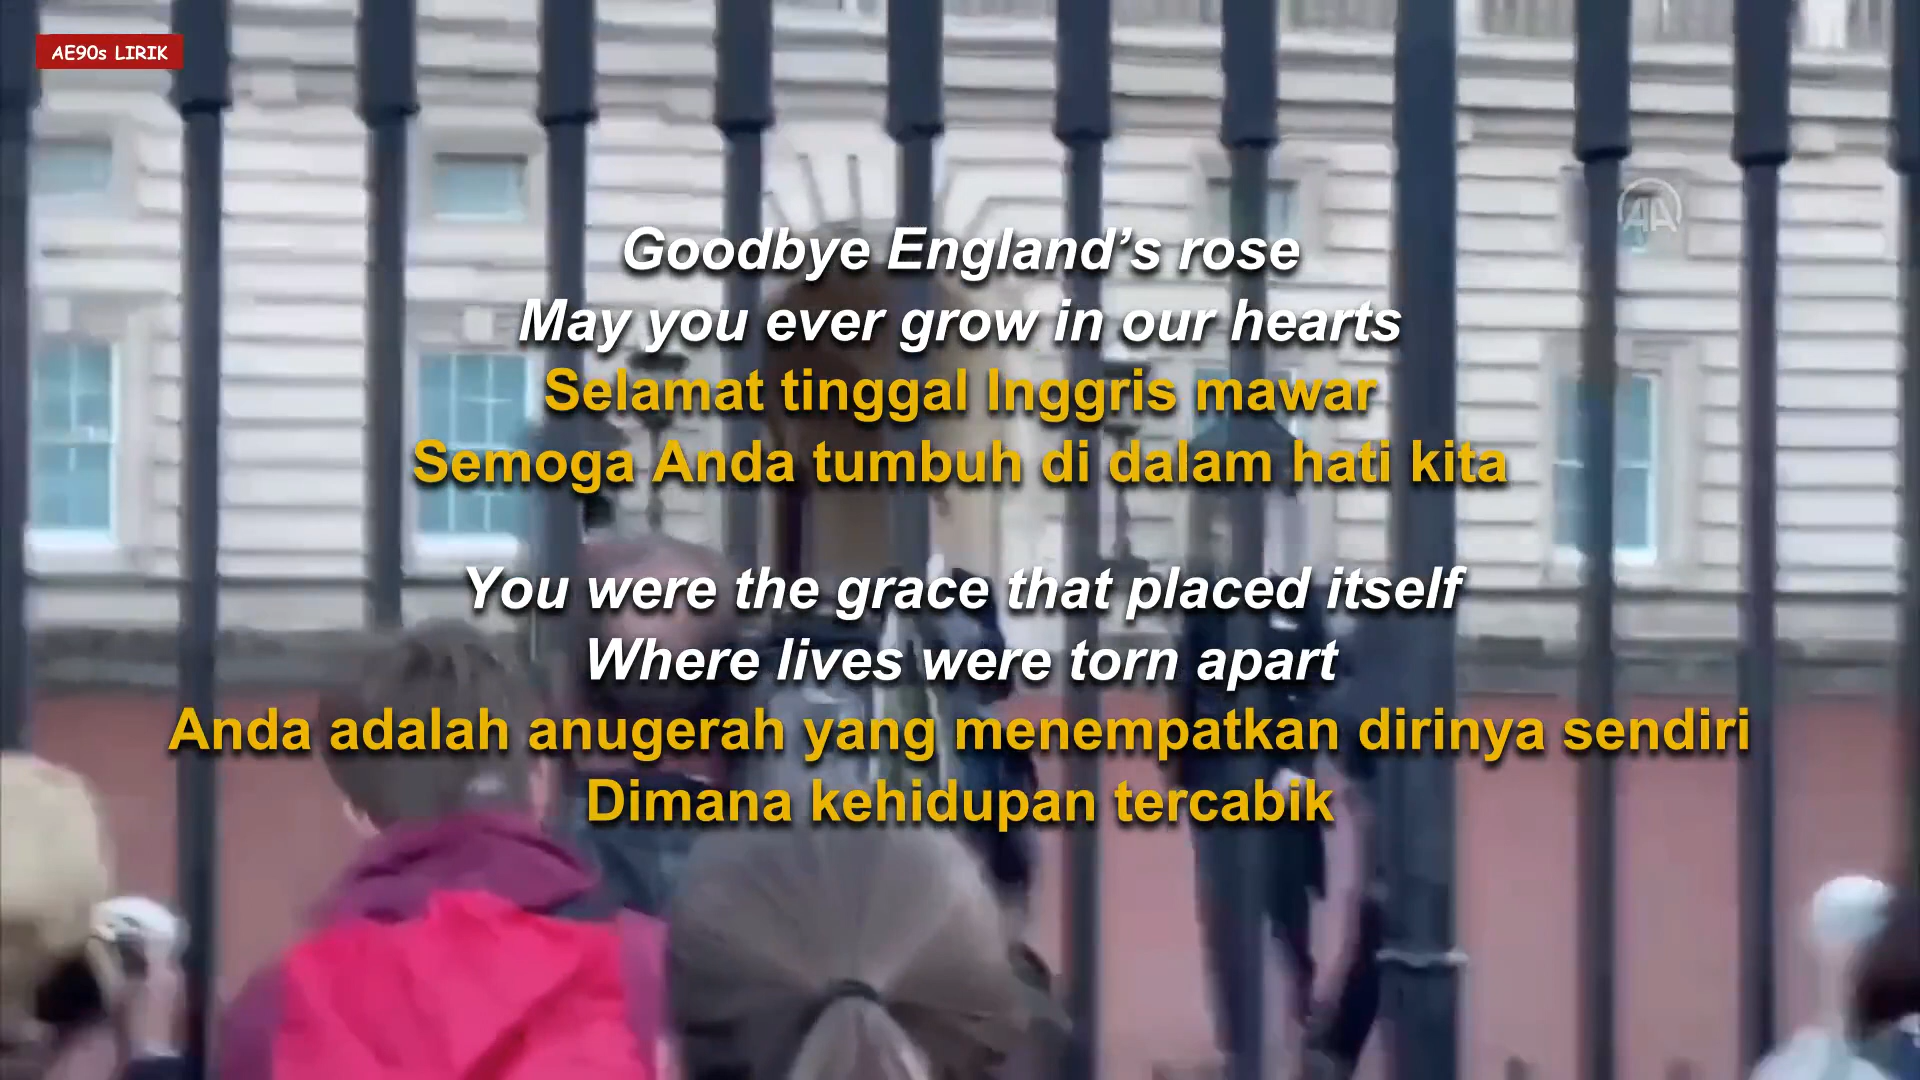 AE90s LIRIK
AA
Goodbye England’s rose
May you ever grow in our hearts
Selamat tinggal Inggris mawar
Semoga Anda tumbuh di dalam hati kita
You were the grace that placed itself
Where lives were torn apart
Anda adalah anugerah yang menempatkan dirinya sendiri
Dimana kehidupan tercabik